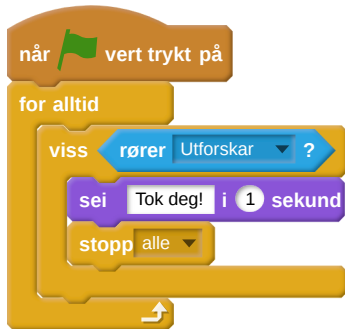 når vert trykt på
for alltid
viss rører Utforskar ?
sei Tok deg! i 1 sekund
stopp alle